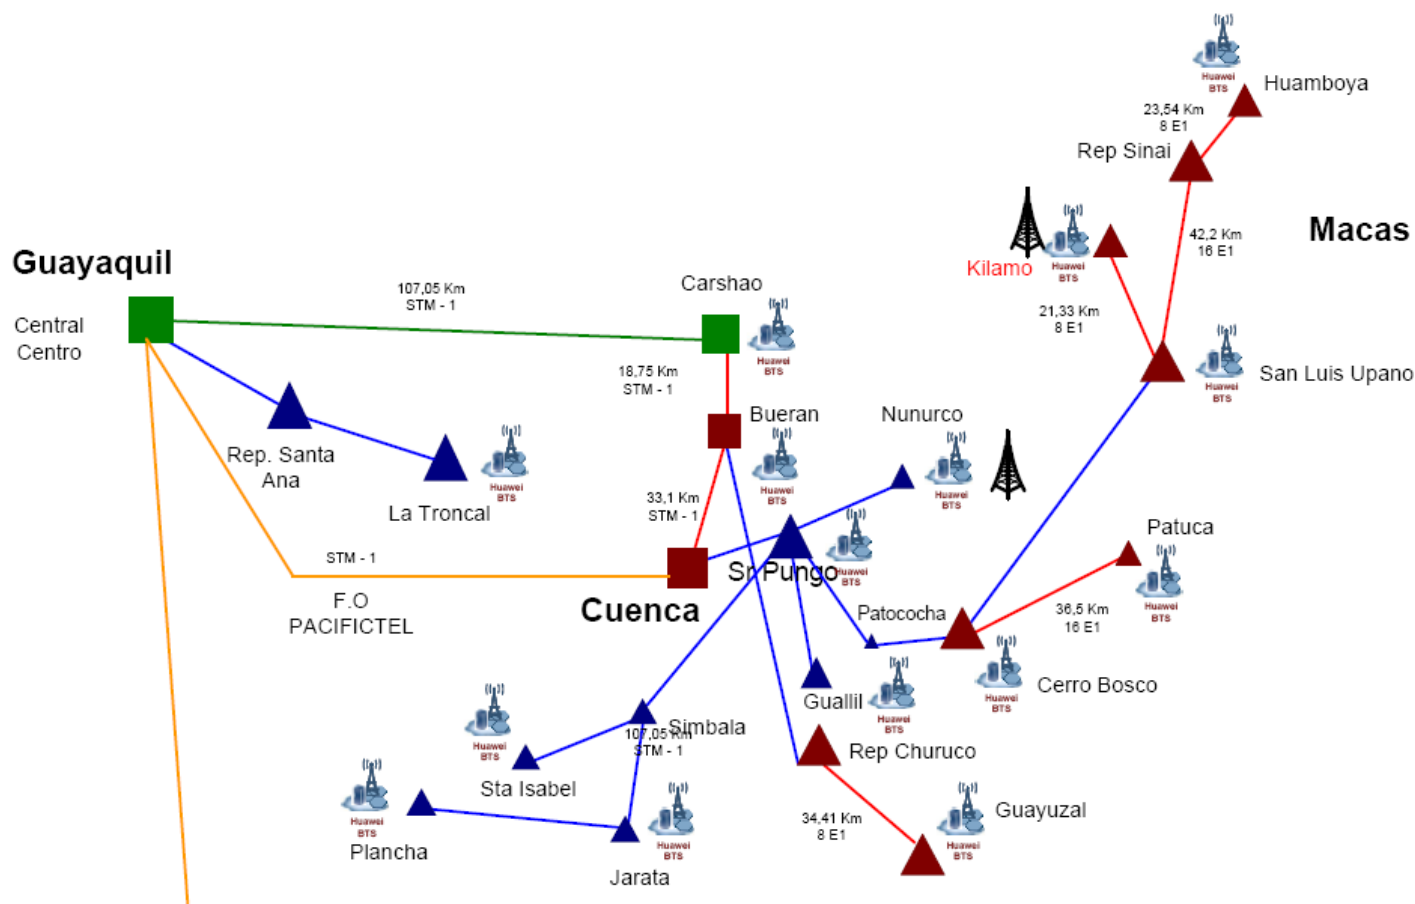 Huawei
BTS
Huamboya
23,54 Km
8 E1
Rep Sinai
Macas
42,2 Km
16 E1
Huawei
BTS
Kilamo
21,33 Km
8 E1
Guayaquil
Central
Centro
107,05 Km
STM - 1
Carshao
Huawei
BTS
18,75 Km
STM - 1
Huawei
BTS
San Luis Upano
Bueran
Huawei
BTS
Nunurco
Huawei
BTS
Rep. Santa
Ana
Huawei
BTS
La Troncal
33,1 Km
STM - 1
STM - 1
F.O
PACIFICTEL
Cuenca
Sr Pungo
Huawei
BTS
Patuca
Huawei
BTS
36,5 Km
16 E1
Patococha
Huawei
BTS
Cerro Bosco
Guallil
Huawei
BTS
Simbala
107,05 Km
STM - 1
Huawei
BTS
Sta Isabel
Rep Churuco
Huawei
BTS
Plancha
Huawei
BTS
Jarata
34,41 Km
8 E1
Guayuzal
Huawei
BTS